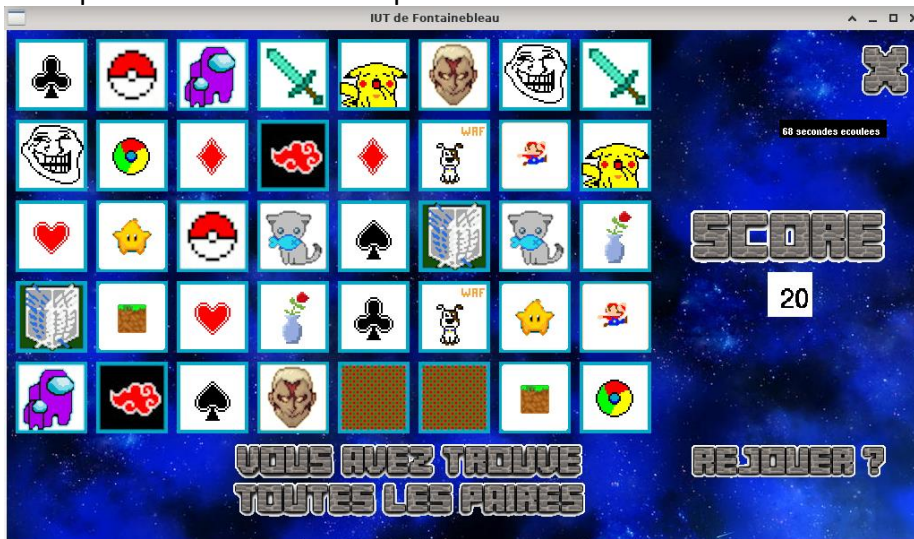 IUT de Fontainebleau
X
68 secondes ecoulees
WAF
SCORE
20
WAF
VOUS AVEZ TROUVE
TOUTES LES PAIRES
REJOUER ?